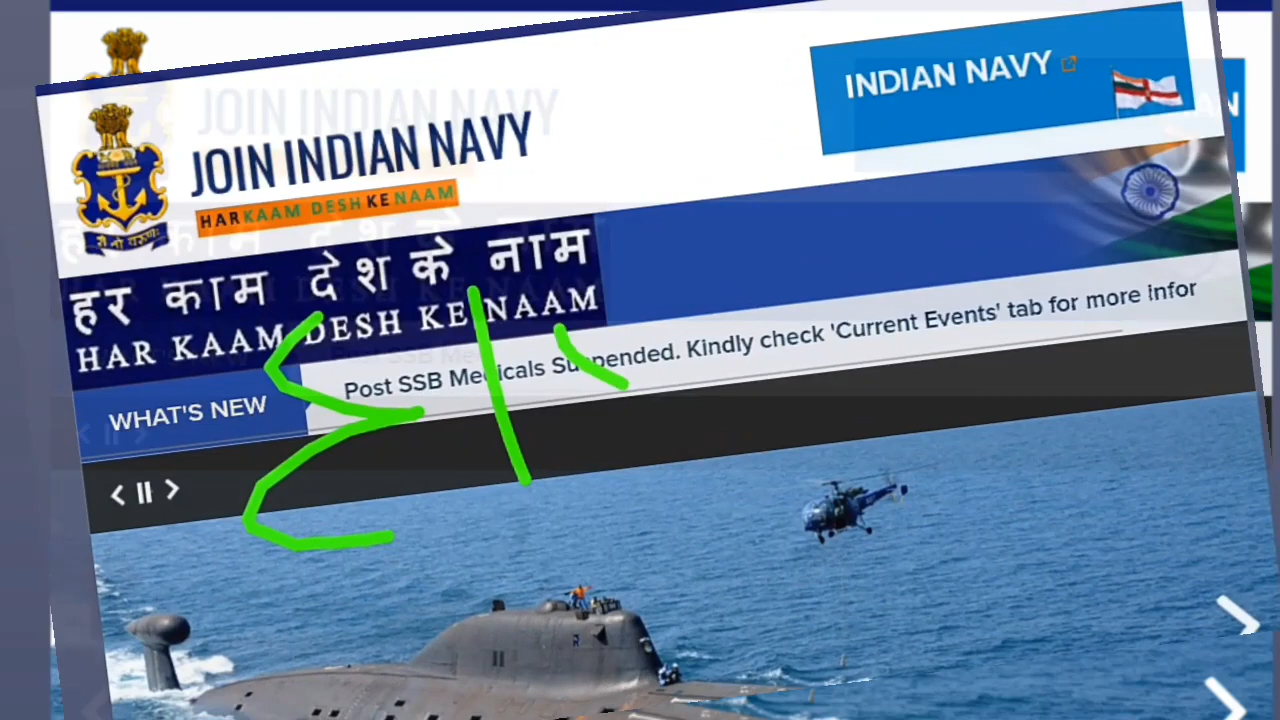 JOIN INDIAN NAVY
HAR KAAM DESH KE NAAM
INDIAN NAVY
हर काम देश के नाम
HAR KAAM DESH KE NAAM
WHAT'S NEW
Post SSB Medicals Suspended. Kindly check 'Current Events' tab for more infor